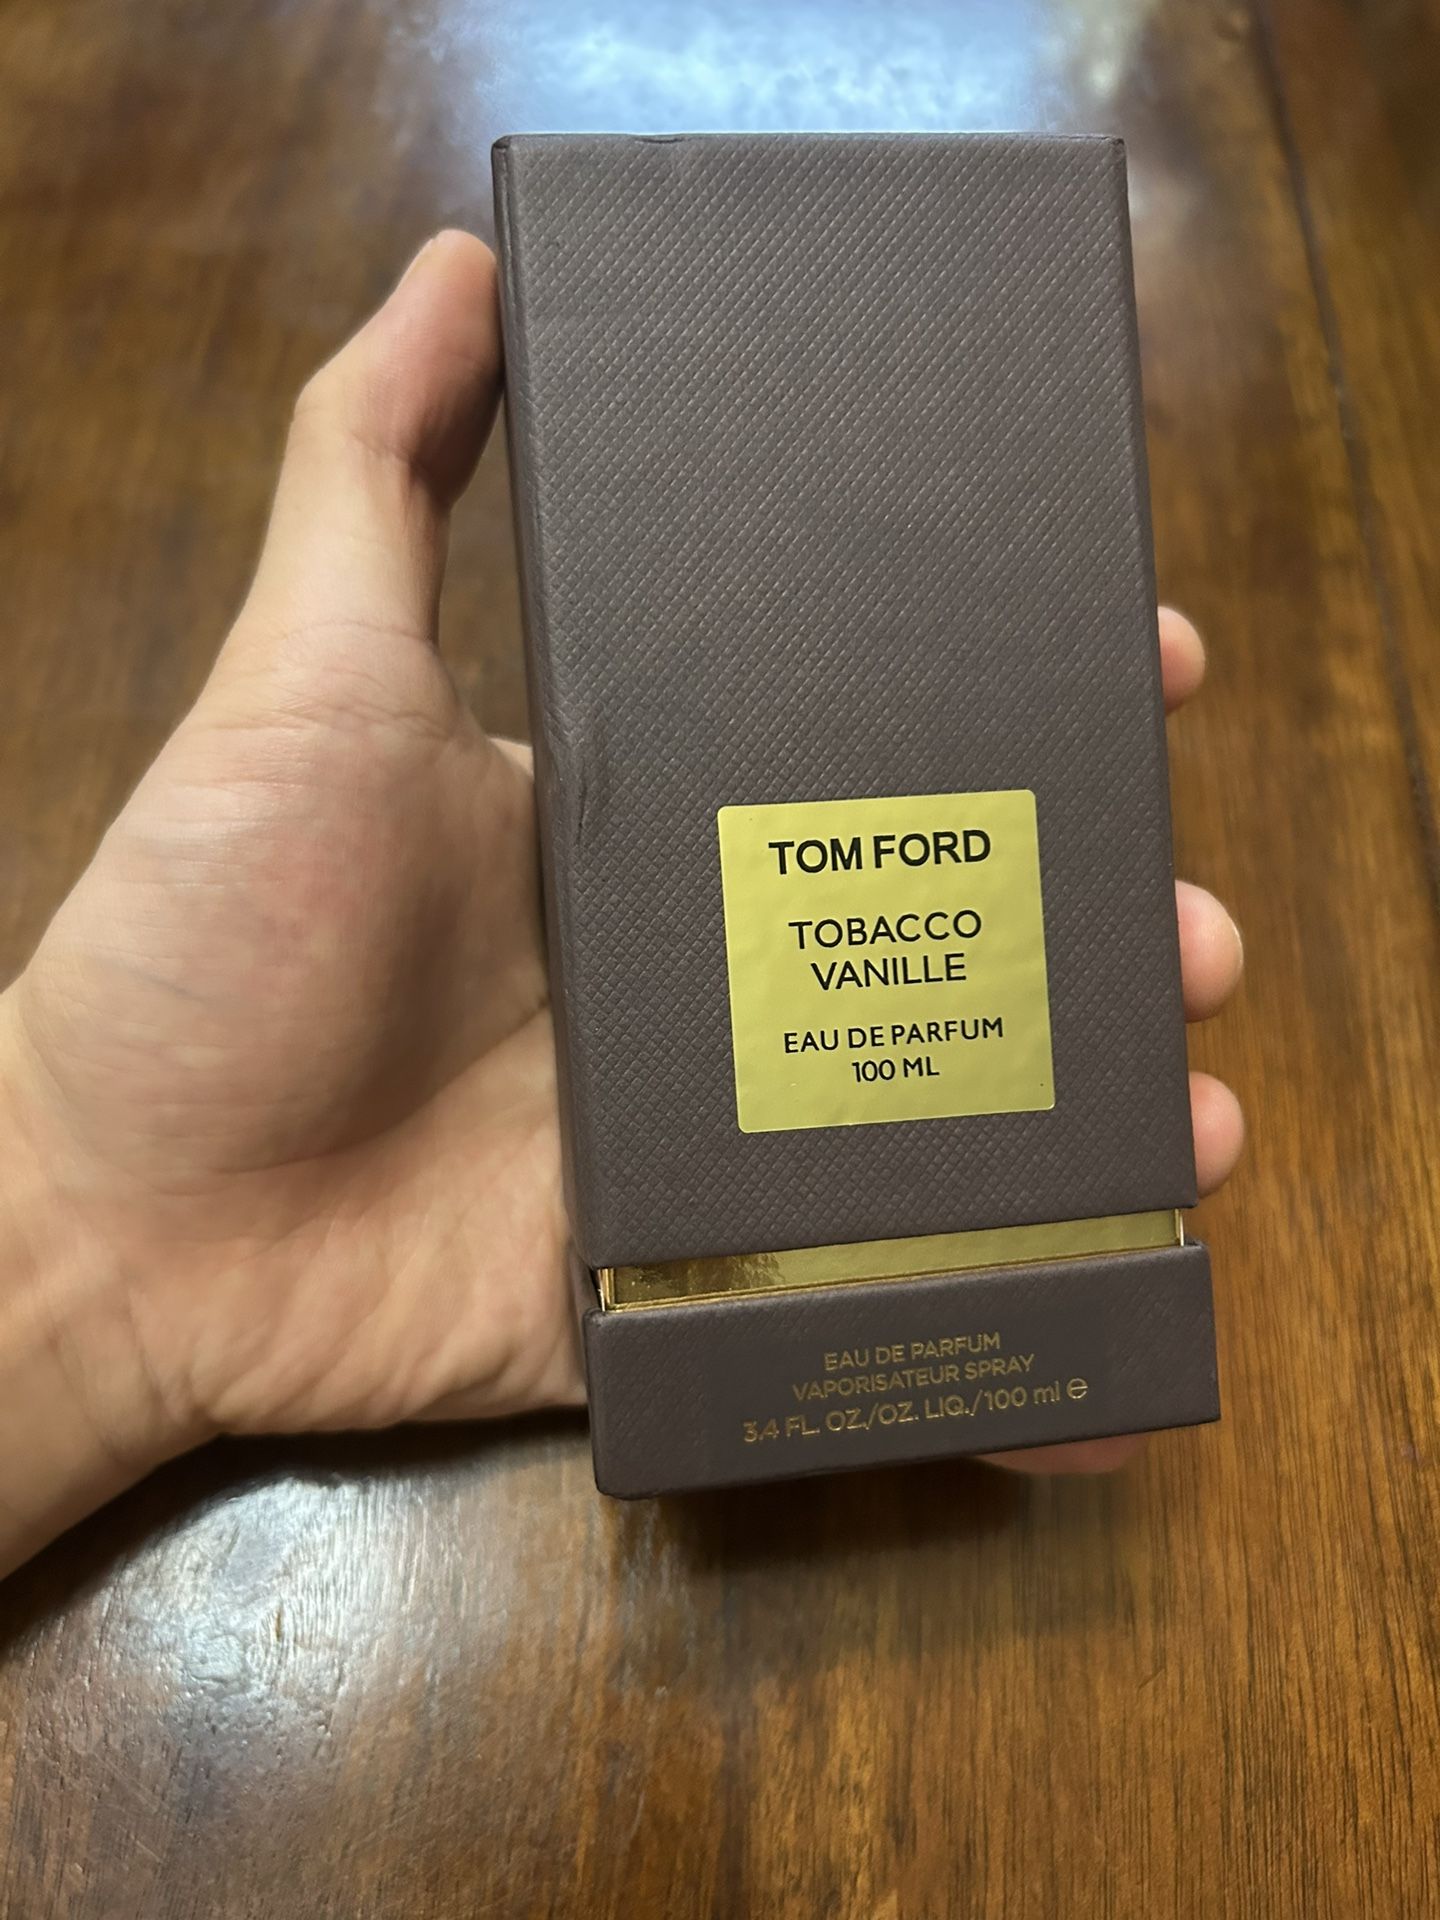 TOM FORD
TOBACCO
VANILLE
EAU DE PARFUM
100 ML
EAU DE PARFUM
VAPORISATEUR SPRAY
3.4 FL. OZ./OZ. LIQ./100 ml ℮